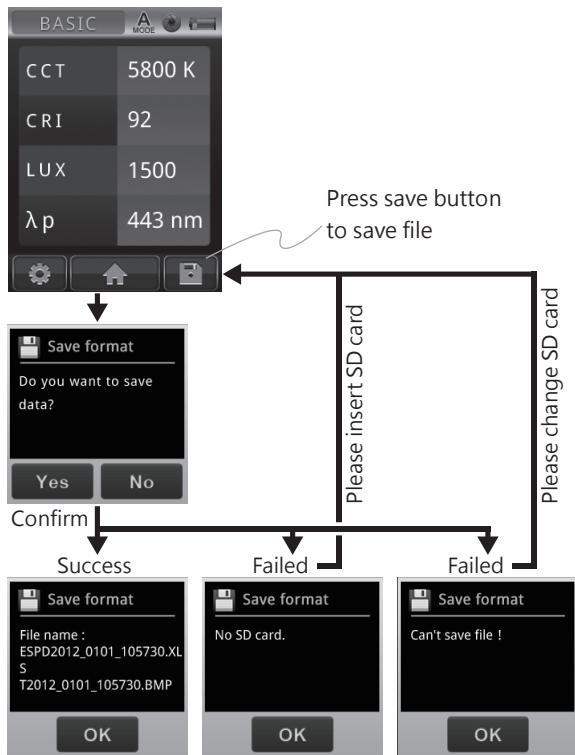 BASIC
A
MODE
CCT 5800 K
CRI 92
LUX 1500
λp 443 nm
Press save button
to save file
Save format
Do you want to save
data?
Yes No
Please insert SD card
Please change SD card
Confirm
Success
Failed
Failed
Save format
File name :
ESPD2012_0101_105730.XL
S
T2012_0101_105730.BMP
OK
Save format
No SD card.
OK
Save format
Can't save file !
OK